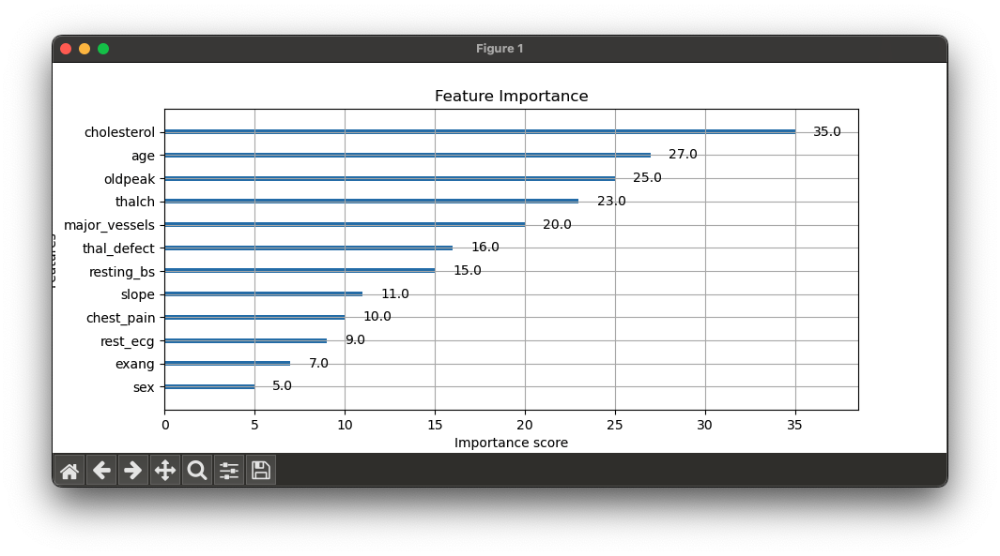 Figure 1
Feature Importance
cholesterol 35.0
age 27.0
oldpeak 25.0
thalch 23.0
major_vessels 20.0
thal_defect 16.0
resting_bs 15.0
slope 11.0
chest_pain 10.0
rest_ecg 9.0
exang 7.0
sex 5.0
0 5 10 15 20 25 30 35
Importance score